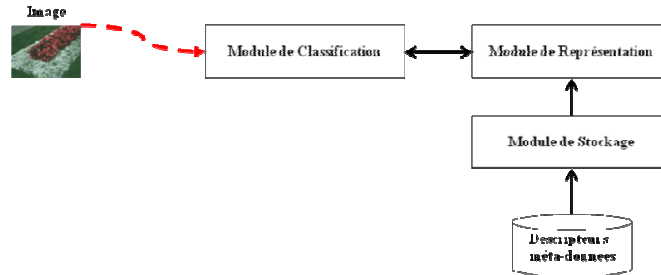 Image
Module de Classification
Module de Représentation
Module de Stockage
Descripteurs
méta-données